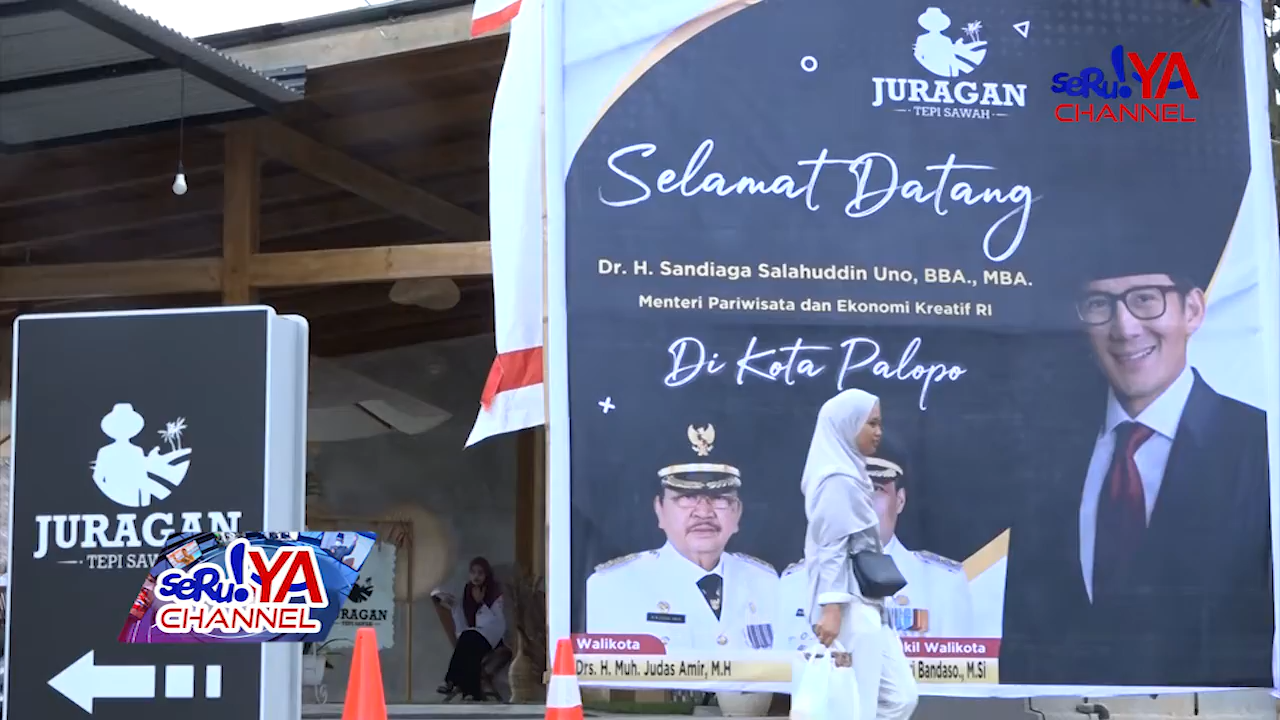 JURAGAN
TEPI SAWAH
seRu!YA
CHANNEL
Selamat Datang
Dr. H. Sandiaga Salahuddin Uno, BBA., MBA.
Menteri Pariwisata dan Ekonomi Kreatif RI
Di Kota Palopo
Walikota
Drs. H. Muh. Judas Amir, M.H
kil Walikota
Bandaso., M.Si
JURAGAN
TEPI SAW
seRu!YA
CHANNEL
JURAGAN
TEPI SAWAH